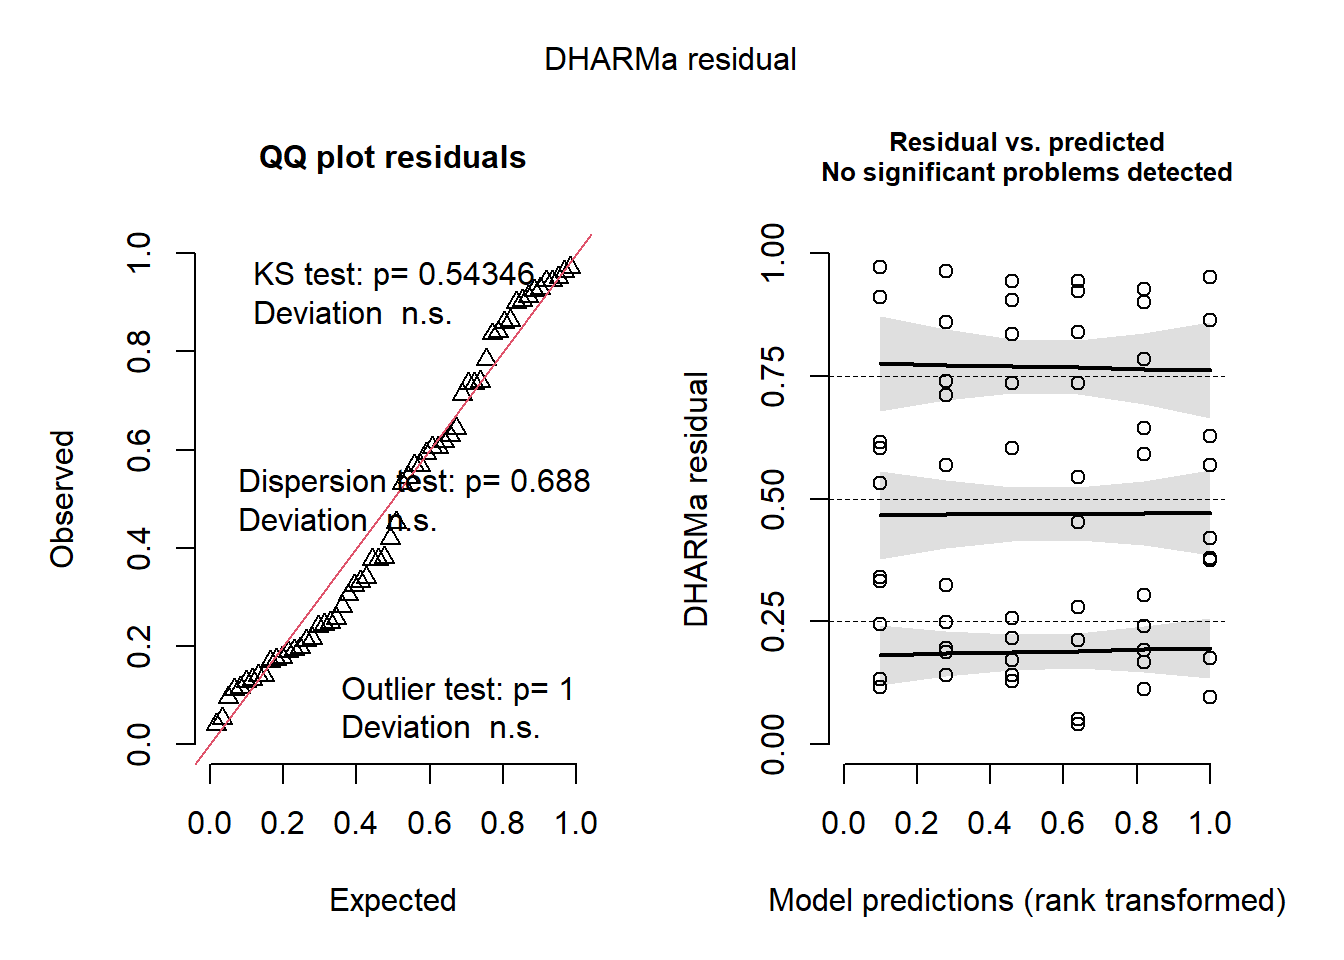 DHARMa residual
QQ plot residuals
KS test: p= 0.54346
Deviation  n.s.
Dispersion test: p= 0.688
Deviation  n.s.
Outlier test: p= 1
Deviation  n.s.
Observed
0.0 0.2 0.4 0.6 0.8 1.0
0.0 0.2 0.4 0.6 0.8 1.0
Expected
Residual vs. predicted
No significant problems detected
DHARMa residual
0.00 0.25 0.50 0.75 1.00
0.0 0.2 0.4 0.6 0.8 1.0
Model predictions (rank transformed)